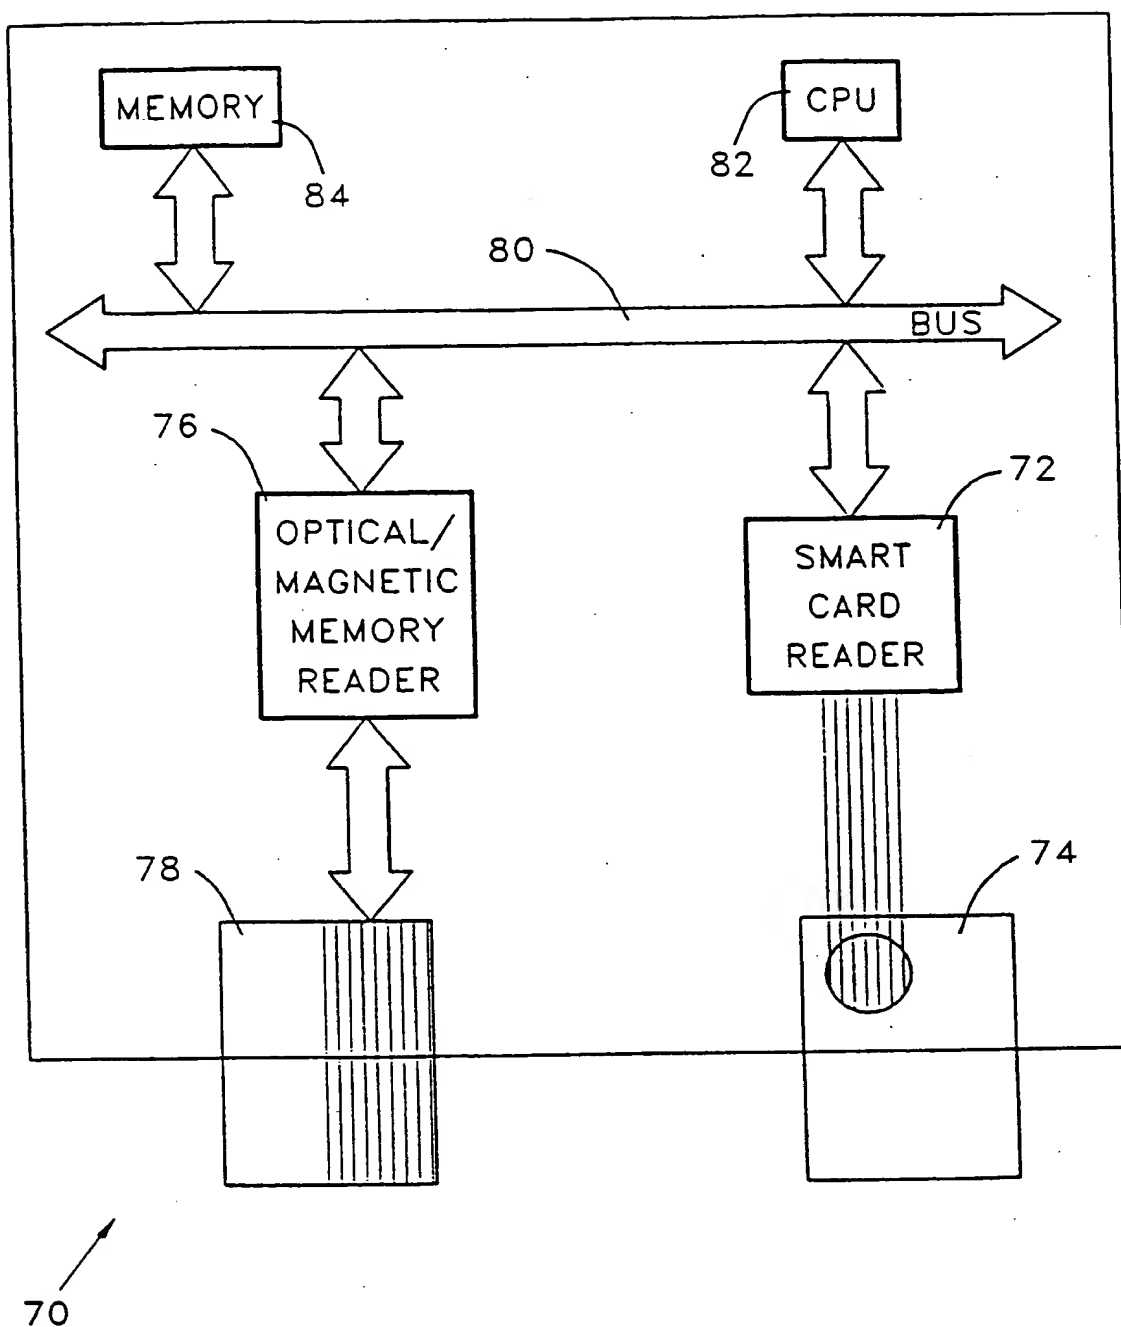 MEMORY
84
CPU
82
80
BUS
76
OPTICAL/
MAGNETIC
MEMORY
READER
72
SMART
CARD
READER
78
74
70